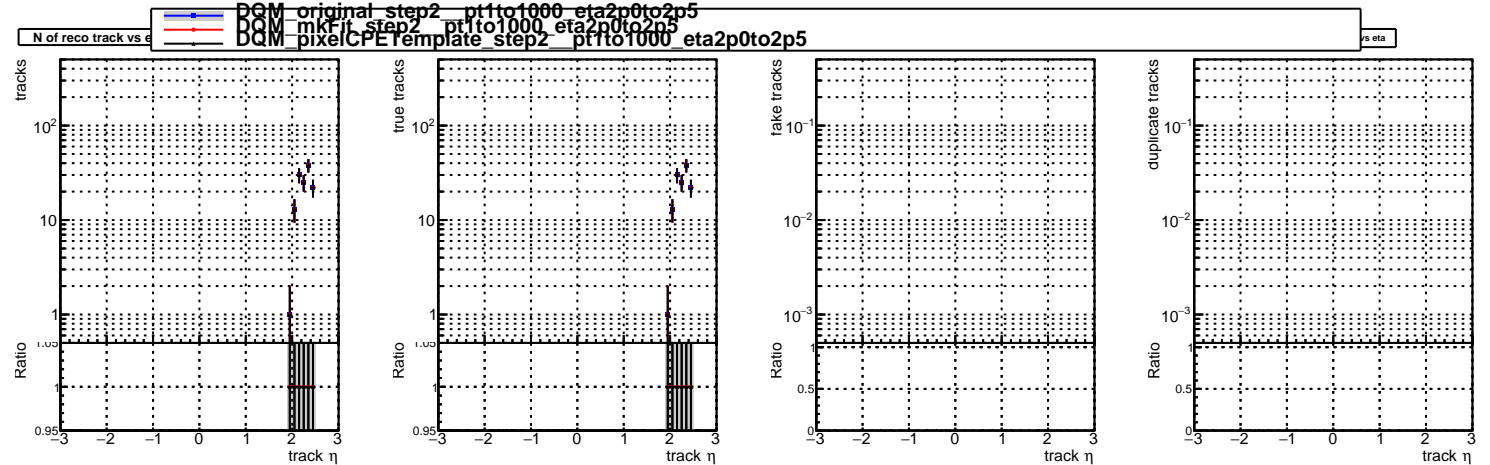 DQM_original_step2__pt1to1000_eta2p0to2p5
DQM_mkFit_step2__pt1to1000_eta2p0to2p5
DQM_pixelCPETemplate_step2__pt1to1000_eta2p0to2p5
N of reco track vs e
vs eta
tracks
10²
10
1
Ratio
1.05
1
0.95
−3 −2 −1 0 1 2 3
track η
true tracks
10²
10
1
Ratio
1.05
1
0.95
−3 −2 −1 0 1 2 3
track η
fake tracks
10⁻¹
10⁻²
10⁻³
Ratio
1
0.5
0
−3 −2 −1 0 1 2 3
track η
duplicate tracks
10⁻¹
10⁻²
10⁻³
Ratio
1
0.5
0
−3 −2 −1 0 1 2 3
track η